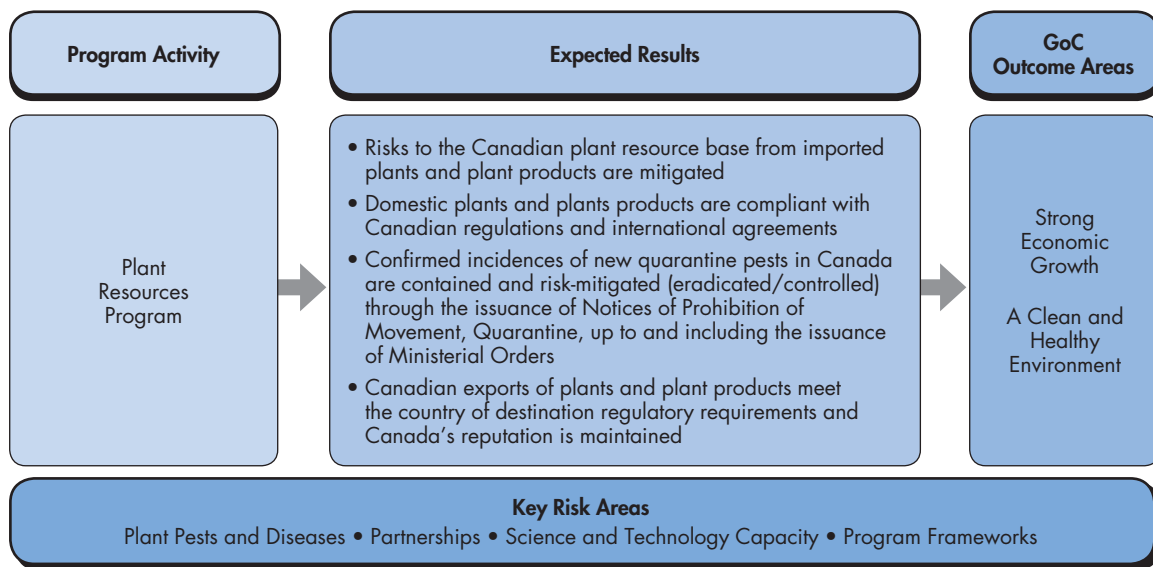 Program Activity
Expected Results
GoC
Outcome Areas
Plant
Resources
Program
• Risks to the Canadian plant resource base from imported
plants and plant products are mitigated
• Domestic plants and plants products are compliant with
Canadian regulations and international agreements
• Confirmed incidences of new quarantine pests in Canada
are contained and risk-mitigated (eradicated/controlled)
through the issuance of Notices of Prohibition of
Movement, Quarantine, up to and including the issuance
of Ministerial Orders
• Canadian exports of plants and plant products meet
the country of destination regulatory requirements and
Canada's reputation is maintained
Strong
Economic
Growth
A Clean and
Healthy
Environment
Key Risk Areas
Plant Pests and Diseases • Partnerships • Science and Technology Capacity • Program Frameworks